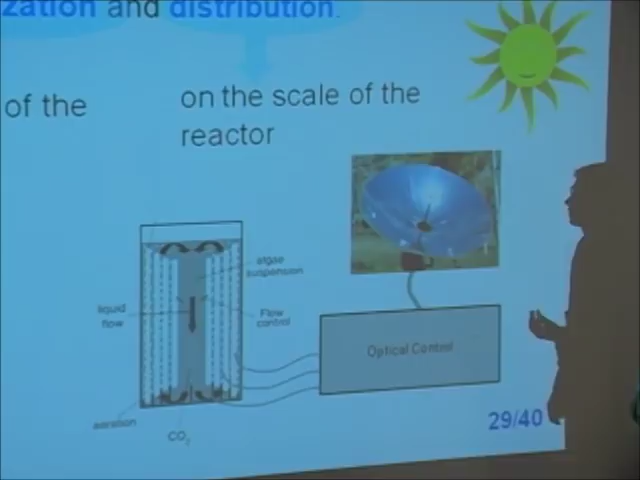 zation and distribution.
of the
on the scale of the
reactor
algae
suspension
liquid
flow
Flow
control
Optical Control
aeration
CO2
29/40